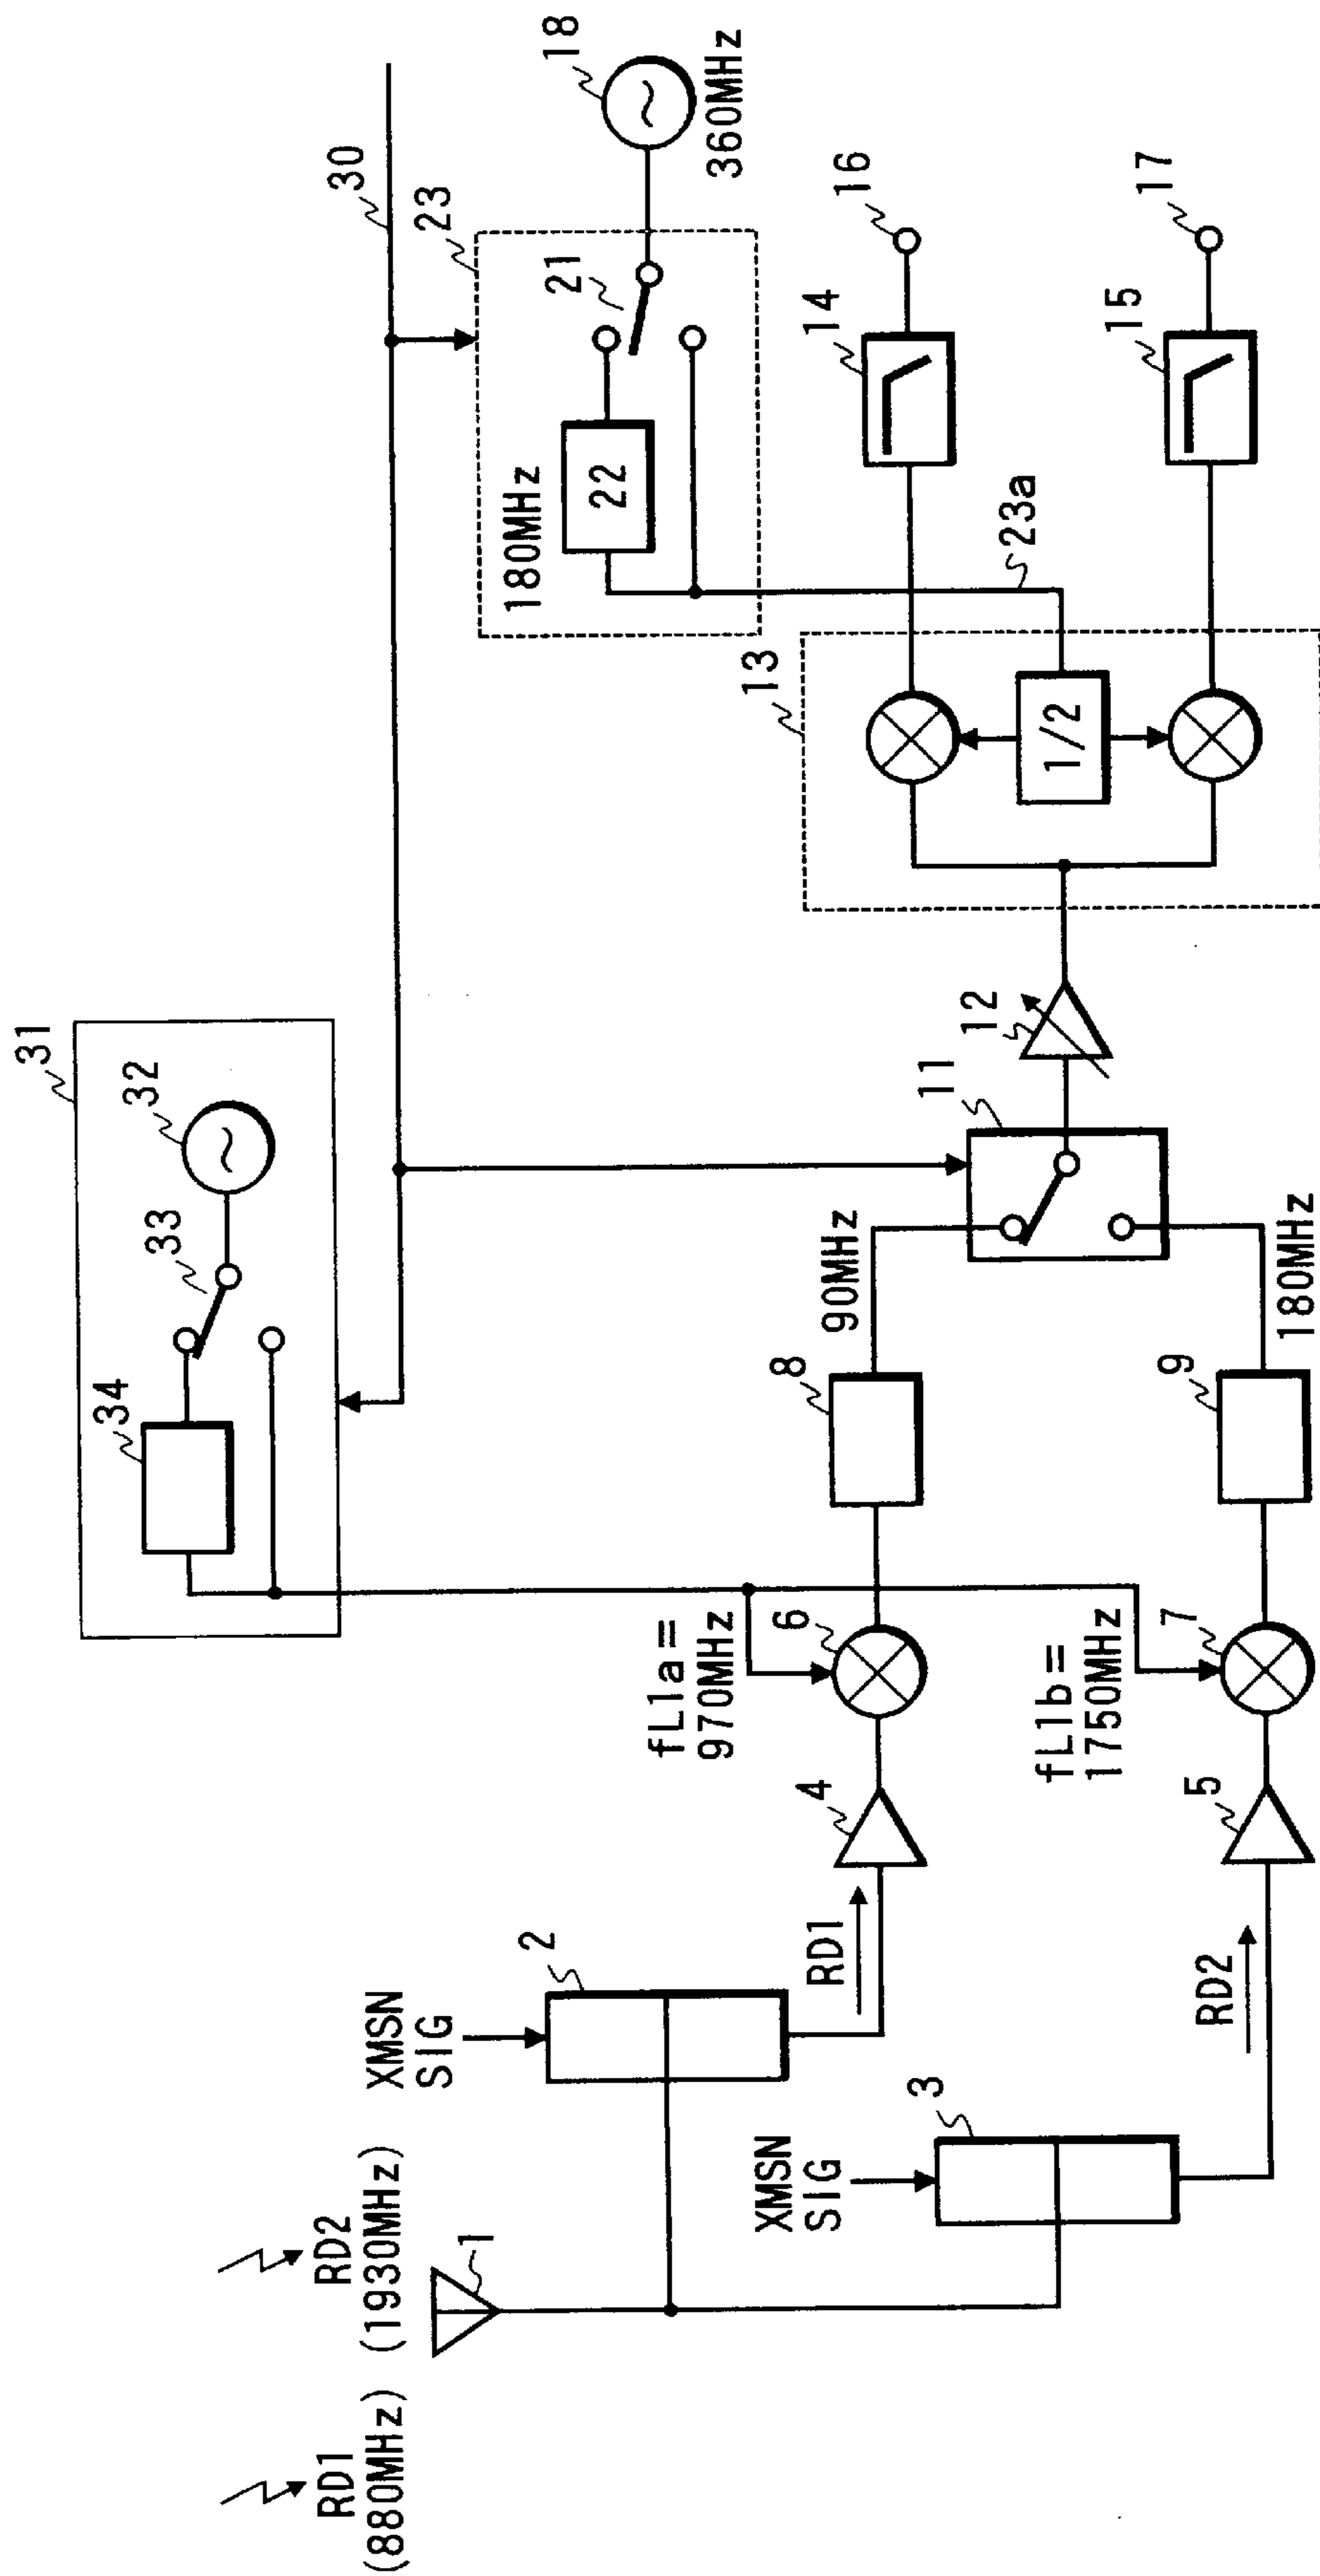 RD1
(880MHz)
RD2
(1930MHz)
1
XMSN
SIG
2
XMSN
SIG
3
RD1
RD2
4
5
fL1a=
970MHz
6
fL1b=
1750MHz
7
8
9
90MHz
180MHz
11
12
13
1/2
31
32
33
34
30
23
180MHz
22
21
18
360MHz
23a
14
15
16
17